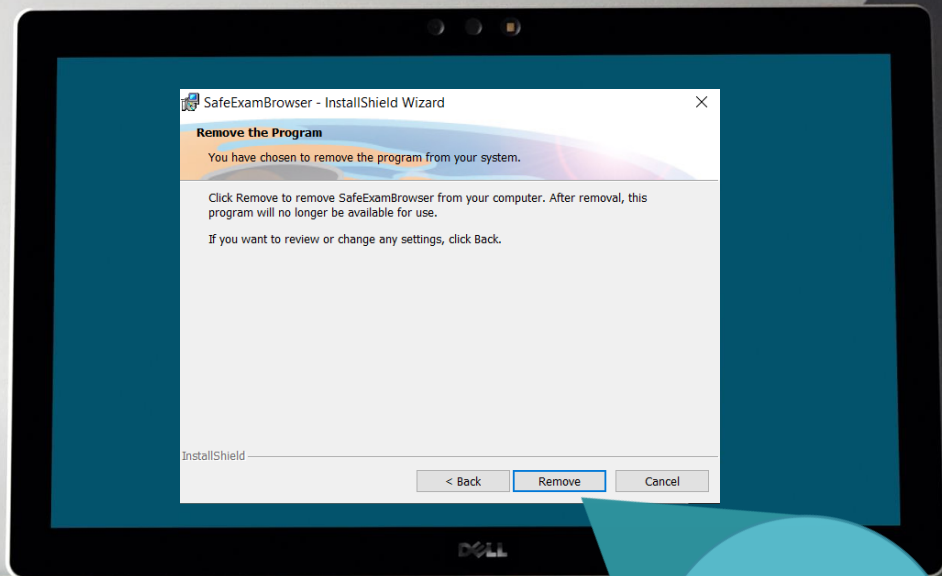 SafeExamBrowser - InstallShield Wizard
Remove the Program
You have chosen to remove the program from your system.
Click Remove to remove SafeExamBrowser from your computer. After removal, this
program will no longer be available for use.
If you want to review or change any settings, click Back.
InstallShield
< Back
Remove
Cancel
DELL